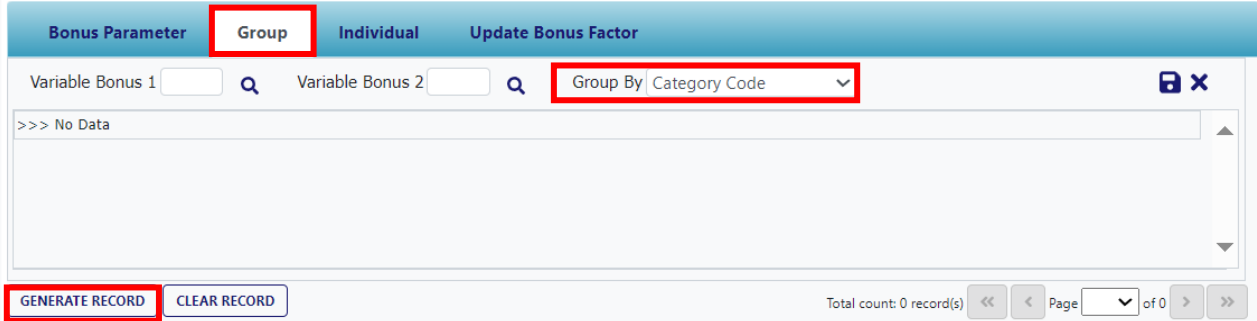 Bonus Parameter Group Individual Update Bonus Factor
Variable Bonus 1 Variable Bonus 2 Group By Category Code
>>> No Data
GENERATE RECORD CLEAR RECORD Total count: 0 record(s) << < Page of 0 > >>